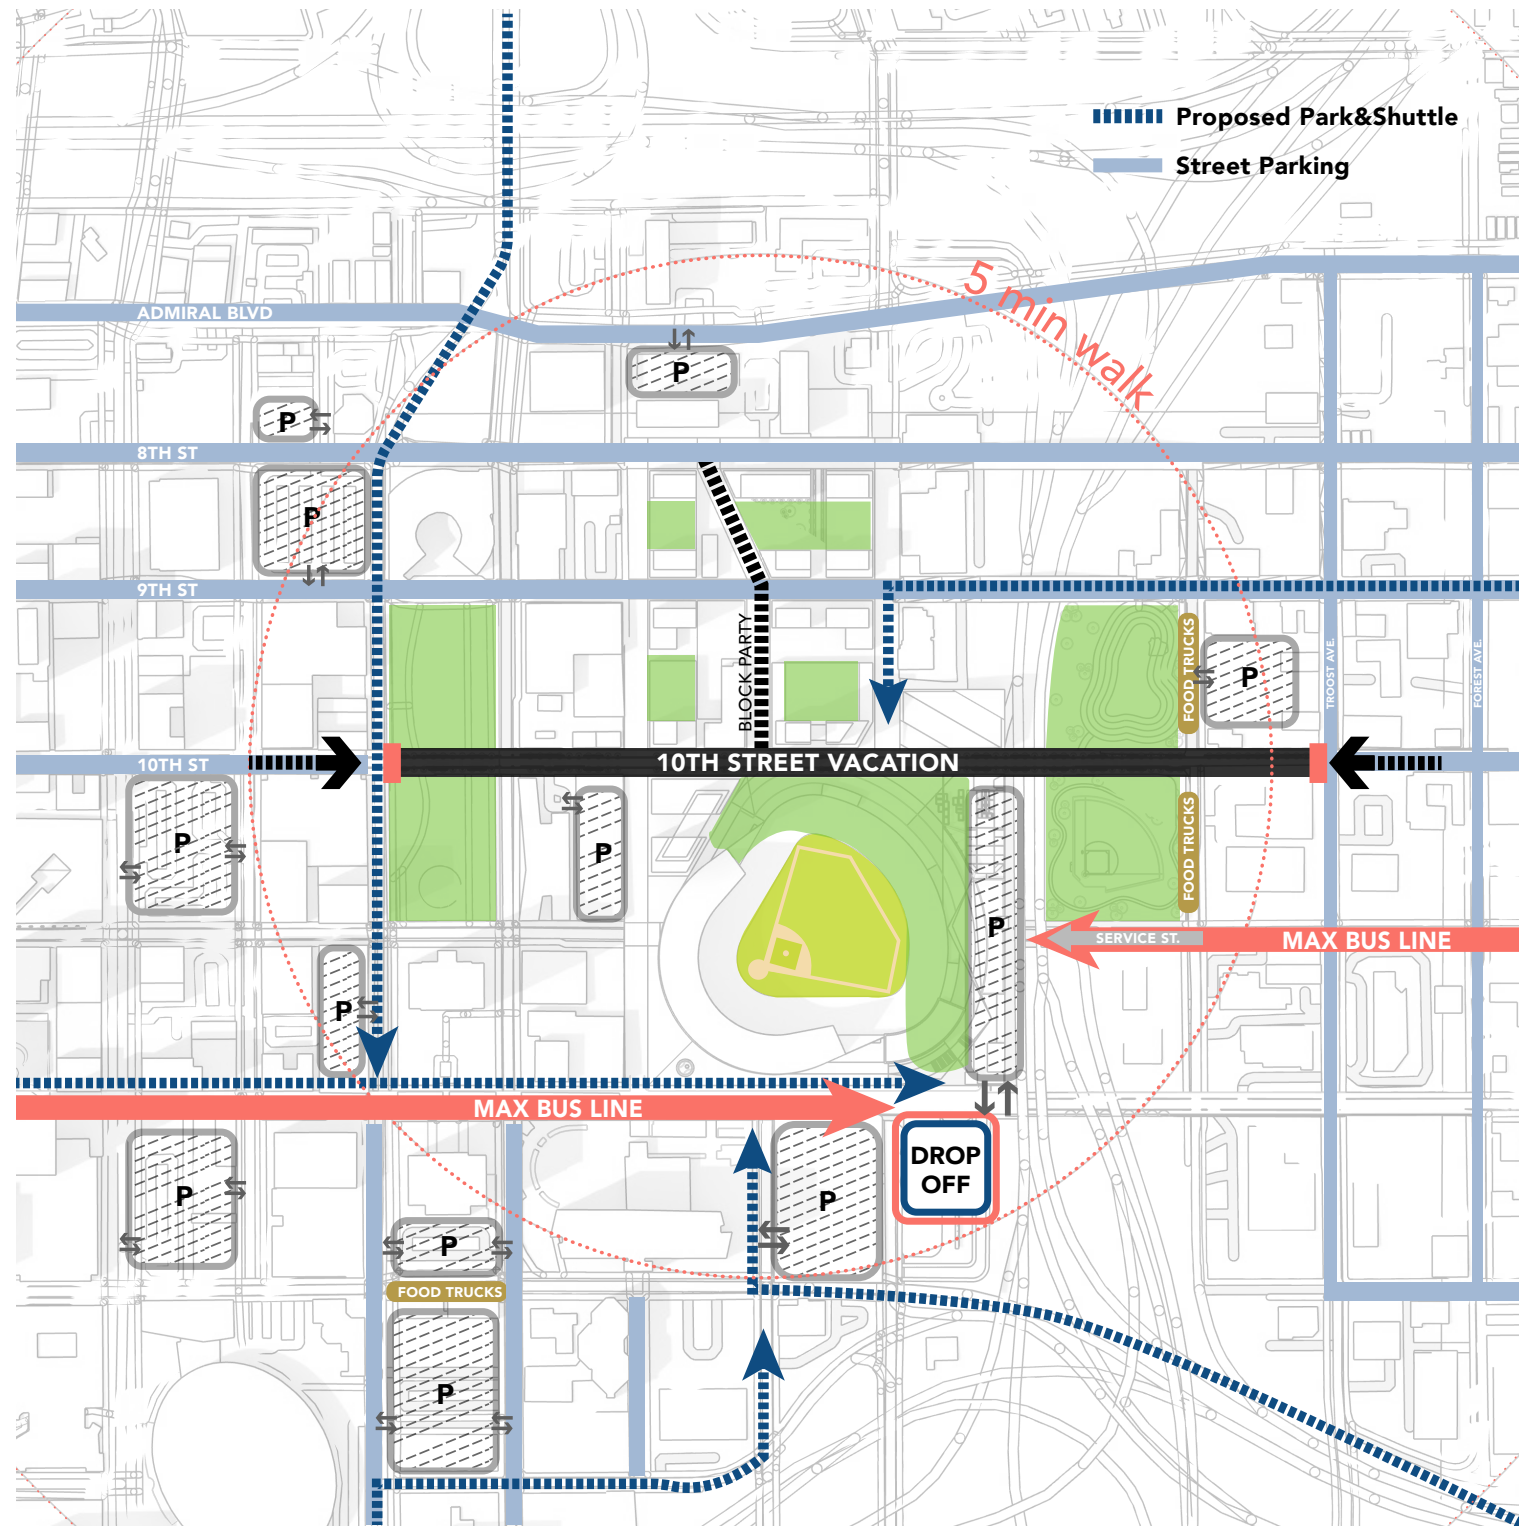 Proposed Park&Shuttle
Street Parking
5 min walk
ADMIRAL BLVD
P
P
8TH ST
P
9TH ST
BLOCK PARTY
FOOD TRUCKS
P
TROOST AVE.
FOREST AVE.
10TH ST
10TH STREET VACATION
P
P
FOOD TRUCKS
P
SERVICE ST.
MAX BUS LINE
P
MAX BUS LINE
DROP
OFF
P
P
P
FOOD TRUCKS
P